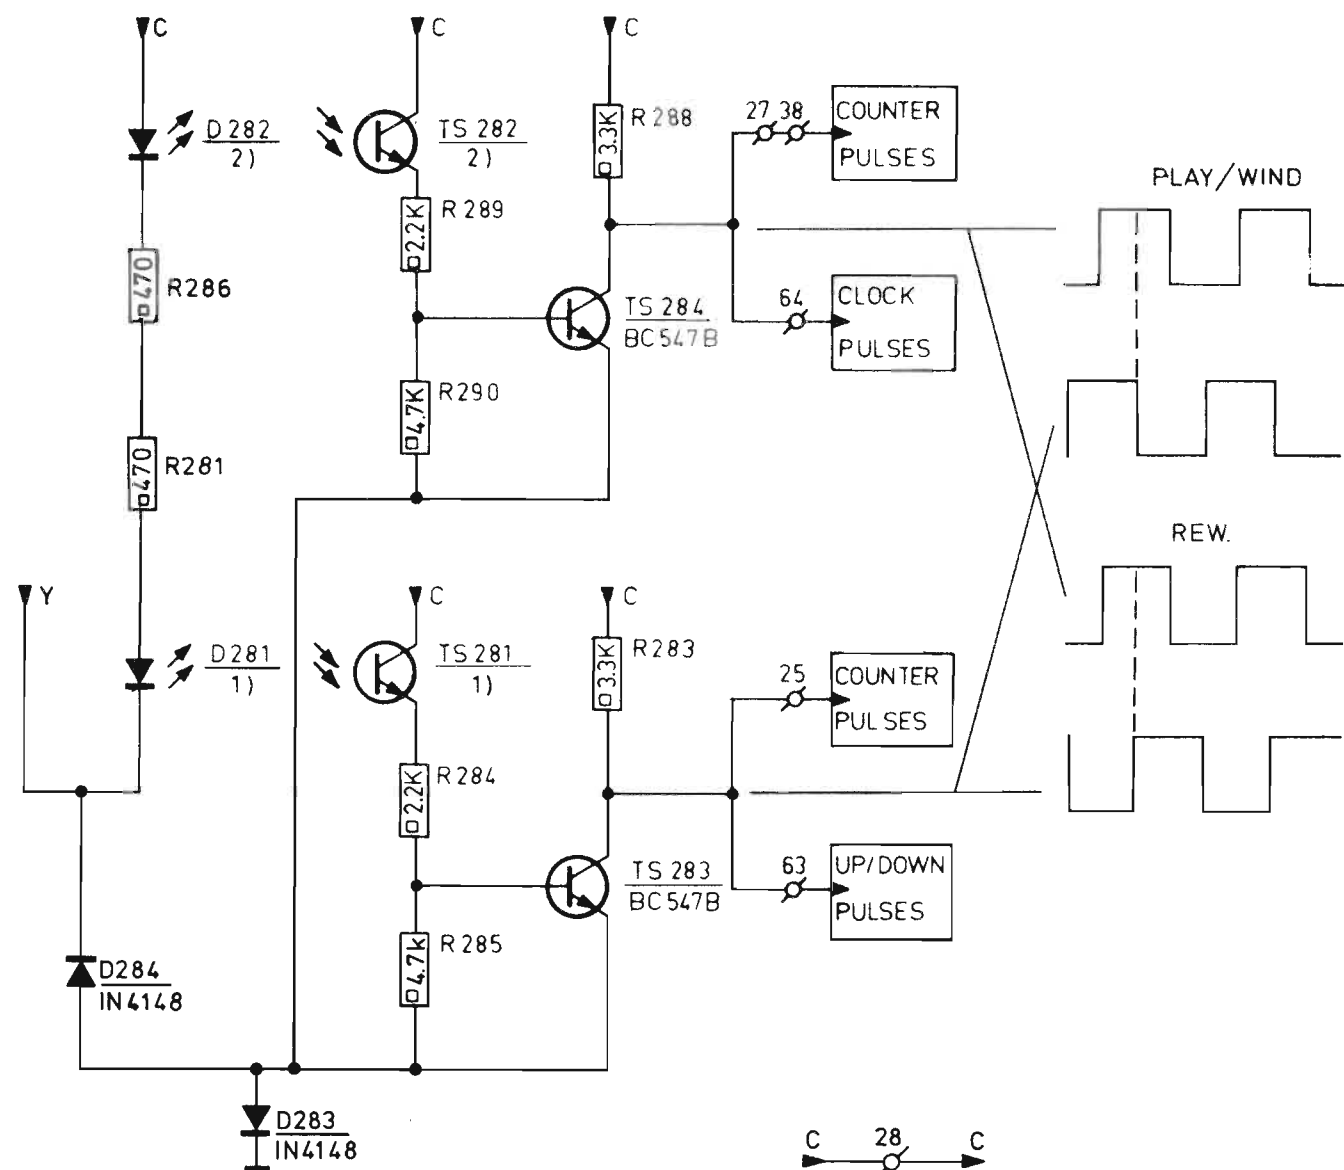 C
C
C
D282
2)
TS 282
2)
R288
3.3K
27 38
COUNTER
PULSES
PLAY/WIND
R289
2.2K
R286
470
TS 284
BC547B
64
CLOCK
PULSES
R290
4.7K
R281
470
REW.
Y
C
C
D281
1)
TS281
1)
R283
3.3K
25
COUNTER
PULSES
R284
2.2K
TS 283
BC547B
63
UP/DOWN
PULSES
R285
4.7k
D284
IN4148
D283
IN4148
C 28 C